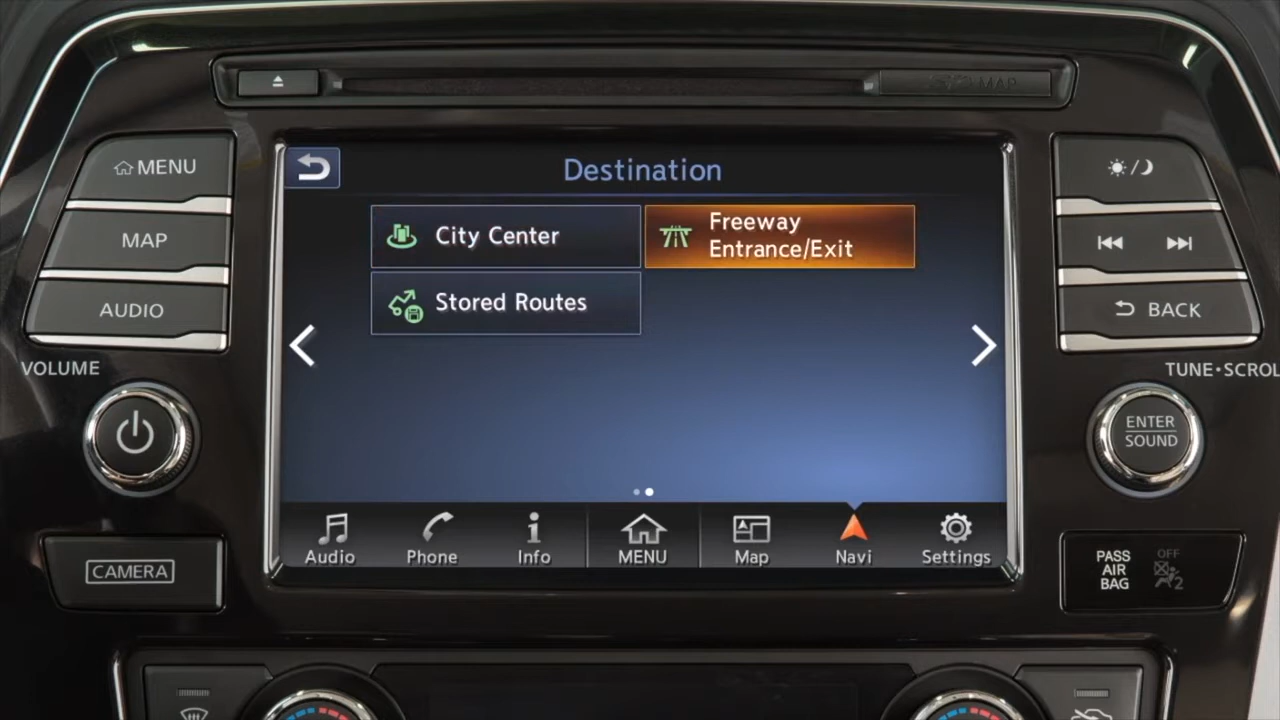 MAP
MENU
MAP
AUDIO
VOLUME
CAMERA
Destination
City Center
Freeway
Entrance/Exit
Stored Routes
Audio
Phone
Info
MENU
Map
Navi
Settings
BACK
TUNE•SCROL
ENTER
SOUND
PASS
AIR
BAG
OFF
2